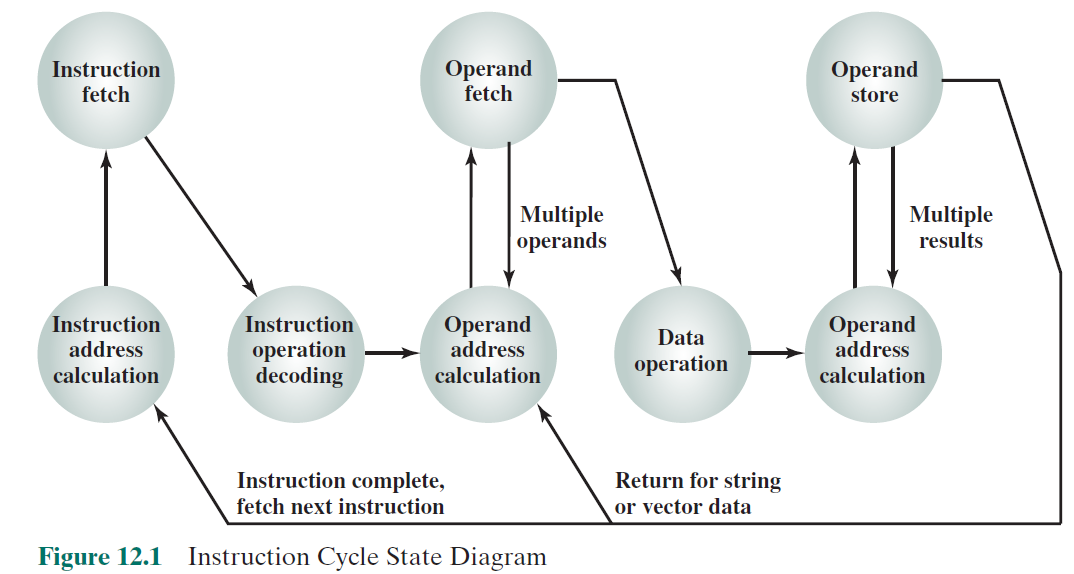 Instruction
fetch
Operand
fetch
Operand
store
Multiple
operands
Multiple
results
Instruction
address
calculation
Instruction
operation
decoding
Operand
address
calculation
Data
operation
Operand
address
calculation
Instruction complete,
fetch next instruction
Return for string
or vector data
Figure 12.1 Instruction Cycle State Diagram